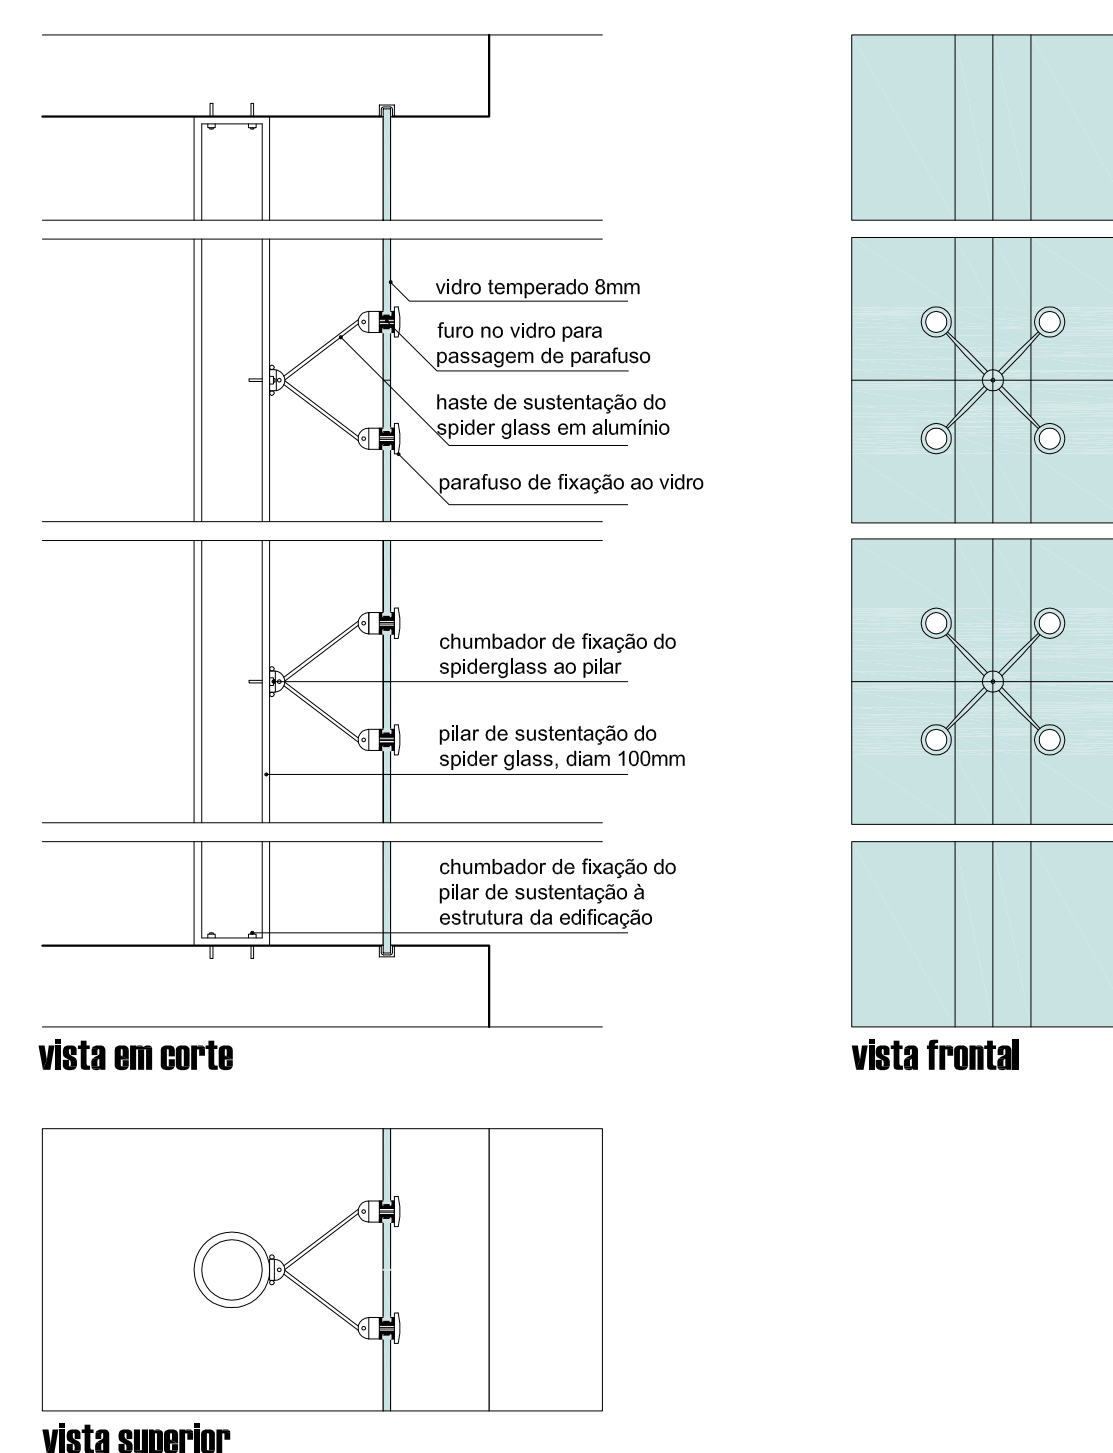 vidro temperado 8mm
furo no vidro para
passagem de parafuso
haste de sustentação do
spider glass em alumínio
parafuso de fixação ao vidro
chumbador de fixação do
spiderglass ao pilar
pilar de sustentação do
spider glass, diam 100mm
chumbador de fixação do
pilar de sustentação à
estrutura da edificação
vista em corte
vista frontal
vista superior